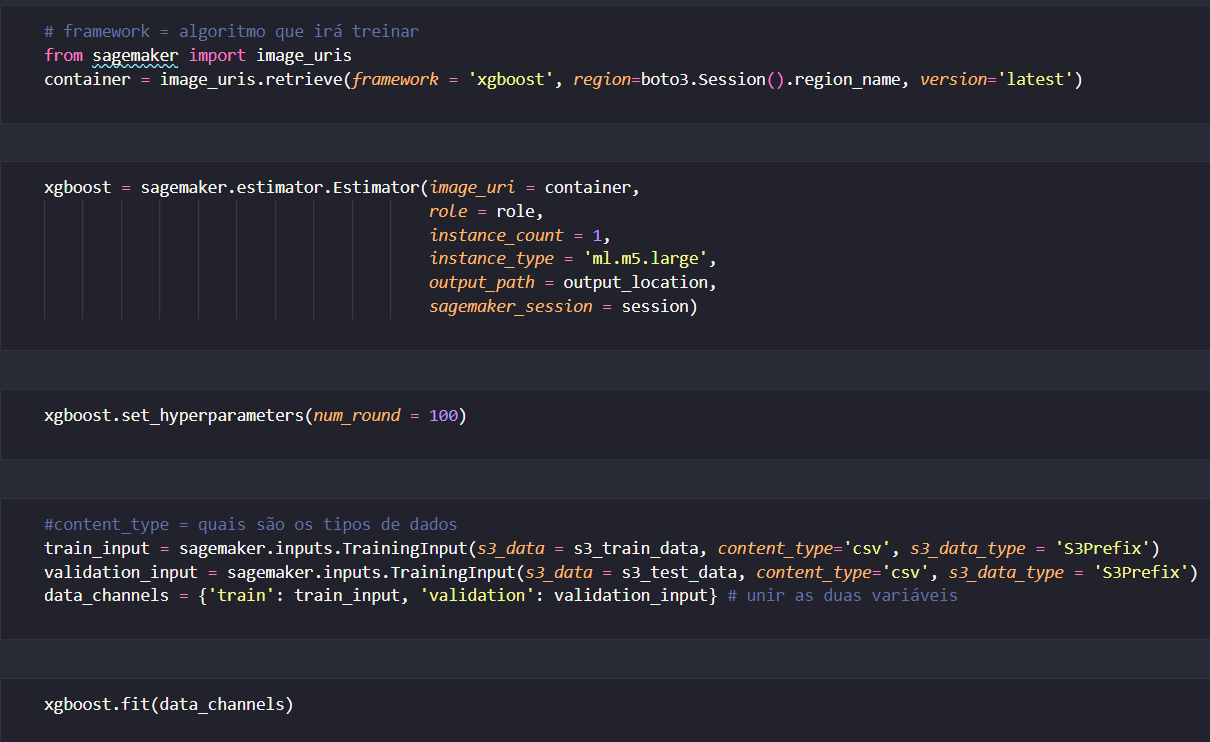 # framework = algoritmo que irá treinar
from sagemaker import image_uris
container = image_uris.retrieve(framework = 'xgboost', region=boto3.Session().region_name, version='latest')
xgboost = sagemaker.estimator.Estimator(image_uri = container,
role = role,
instance_count = 1,
instance_type = 'ml.m5.large',
output_path = output_location,
sagemaker_session = session)
xgboost.set_hyperparameters(num_round = 100)
#content_type = quais são os tipos de dados
train_input = sagemaker.inputs.TrainingInput(s3_data = s3_train_data, content_type='csv', s3_data_type = 'S3Prefix')
validation_input = sagemaker.inputs.TrainingInput(s3_data = s3_test_data, content_type='csv', s3_data_type = 'S3Prefix')
data_channels = {'train': train_input, 'validation': validation_input} # unir as duas variáveis
xgboost.fit(data_channels)